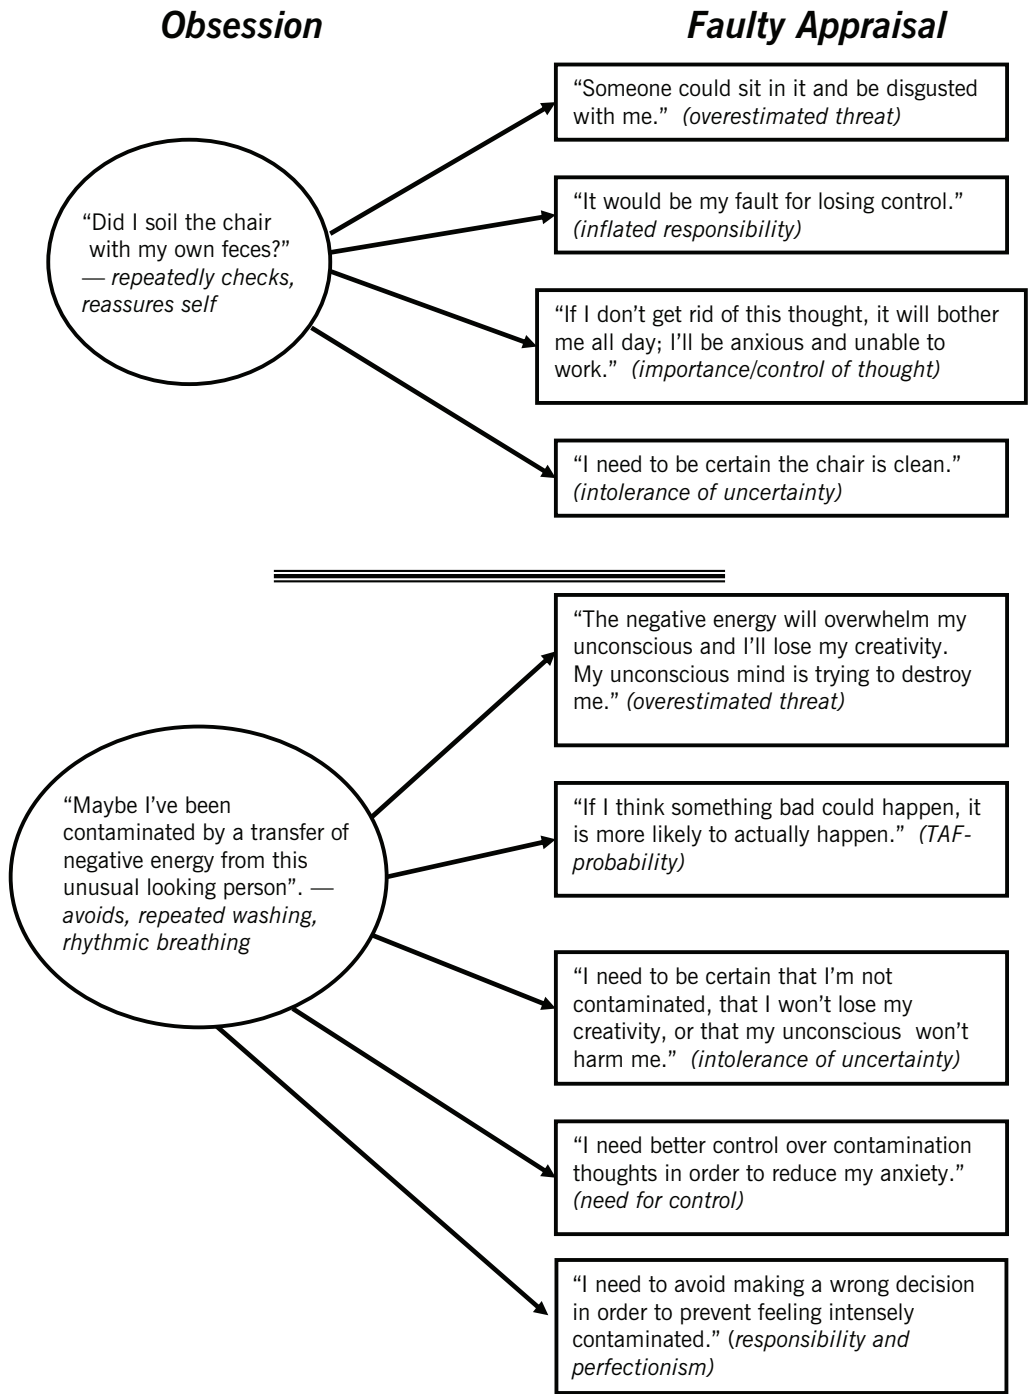 Obsession
Faulty Appraisal
“Did I soil the chair
with my own feces?”
— repeatedly checks,
reassures self
“Someone could sit in it and be disgusted
with me.” (overestimated threat)
“It would be my fault for losing control.”
(inflated responsibility)
“If I don’t get rid of this thought, it will bother
me all day; I’ll be anxious and unable to
work.” (importance/control of thought)
“I need to be certain the chair is clean.”
(intolerance of uncertainty)
“Maybe I’ve been
contaminated by a transfer of
negative energy from this
unusual looking person”. —
avoids, repeated washing,
rhythmic breathing
“The negative energy will overwhelm my
unconscious and I’ll lose my creativity.
My unconscious mind is trying to destroy
me.” (overestimated threat)
“If I think something bad could happen, it
is more likely to actually happen.” (TAF-
probability)
“I need to be certain that I’m not
contaminated, that I won’t lose my
creativity, or that my unconscious won’t
harm me.” (intolerance of uncertainty)
“I need better control over contamination
thoughts in order to reduce my anxiety.”
(need for control)
“I need to avoid making a wrong decision
in order to prevent feeling intensely
contaminated.” (responsibility and
perfectionism)